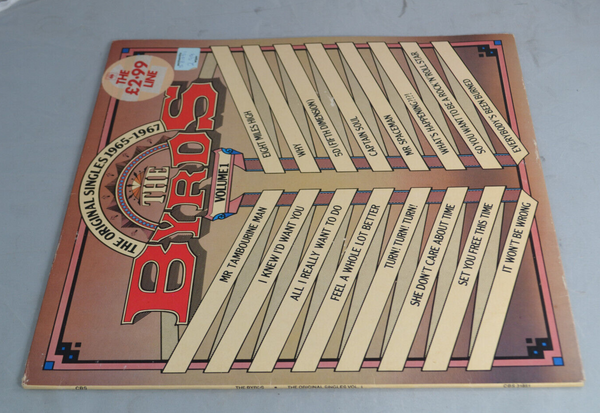 THE
£2·99
LINE
THE ORIGINAL SINGLES 1965-1967
THE
BYRDS
VOLUME 1
MR TAMBOURINE MAN
I KNEW I'D WANT YOU
ALL I REALLY WANT TO DO
FEEL A WHOLE LOT BETTER
TURN! TURN! TURN!
SHE DON'T CARE ABOUT TIME
SET YOU FREE THIS TIME
IT WON'T BE WRONG
EIGHT MILES HIGH
WHY
5D (FIFTH DIMENSION)
CAPTAIN SOUL
MR SPACEMAN
WHAT'S HAPPENING?!?!
SO YOU WANT TO BE A ROCK 'N' ROLL STAR
EVERYBODY'S BEEN BURNED
CBS THE BYRDS THE ORIGINAL SINGLES VOL. 1 CBS